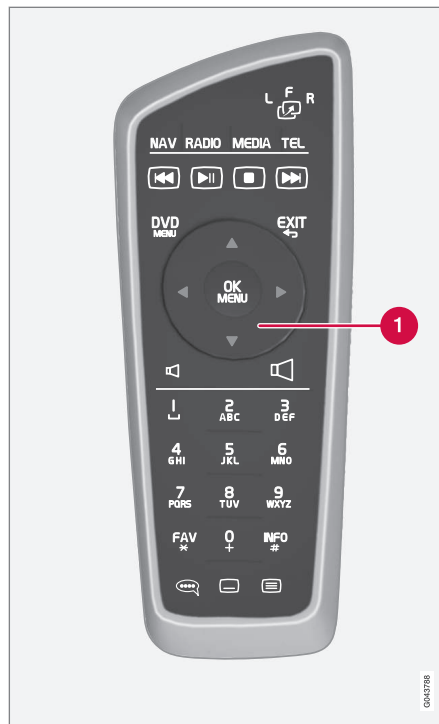 L F R
NAV RADIO MEDIA TEL
DVD EXIT
MENU
OK
MENU
1
1 2 3
ABC DEF
4 5 6
GHI JKL MNO
7 8 9
PQRS TUV WXYZ
FAV 0 INFO
* + #
G043788